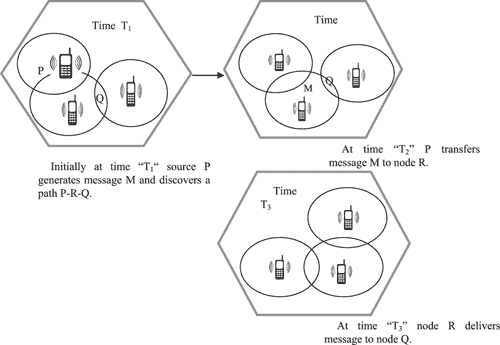 Time T1
P
Q
Initially at time “T1“ source P
generates message M and discovers a
path P-R-Q.
Time
M
Q
At time “T2” P transfers
message M to node R.
Time
T3
At time “T3” node R delivers
message to node Q.